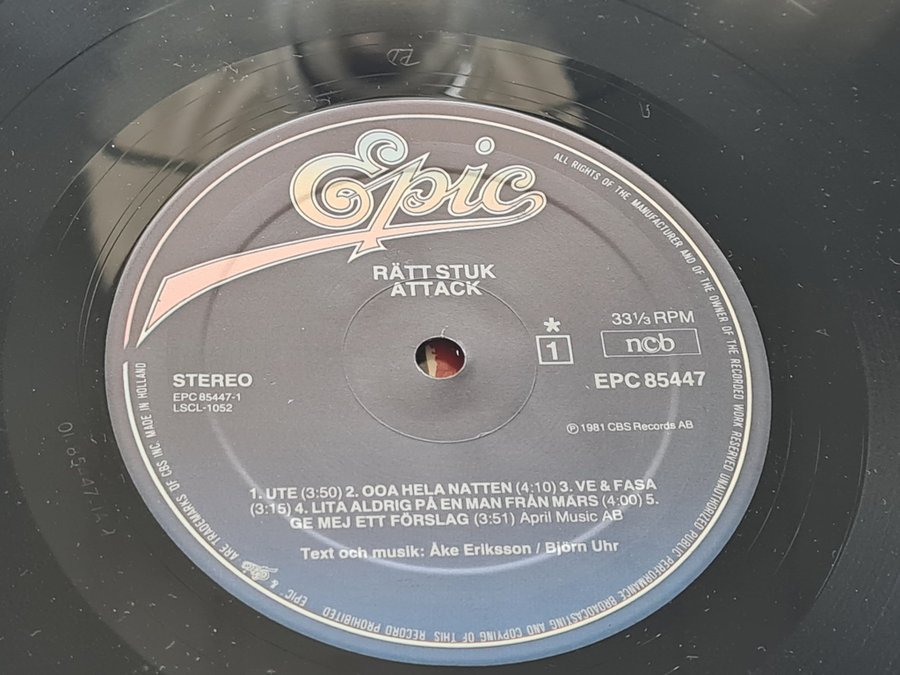 Epic
RÄTT STUK
ATTACK
STEREO
EPC 85447-1
LSCL-1052
*
1
33 1/3 RPM
ncb
EPC 85447
℗ 1981 CBS Records AB
1. UTE (3:50) 2. OOA HELA NATTEN (4:10) 3. VE & FASA
(3:15) 4. LITA ALDRIG PÅ EN MAN FRÅN MARS (4:00) 5.
GE MEJ ETT FÖRSLAG (3:51) April Music AB
Text och musik: Åke Eriksson / Björn Uhr
ALL RIGHTS OF THE MANUFACTURER AND OF THE OWNER OF THE RECORDED WORK RESERVED UNAUTHORIZED PUBLIC PERFORMANCE BROADCASTING AND COPYING OF THIS RECORD PROHIBITED
EPIC & Epic ARE TRADEMARKS OF CBS INC. MADE IN HOLLAND